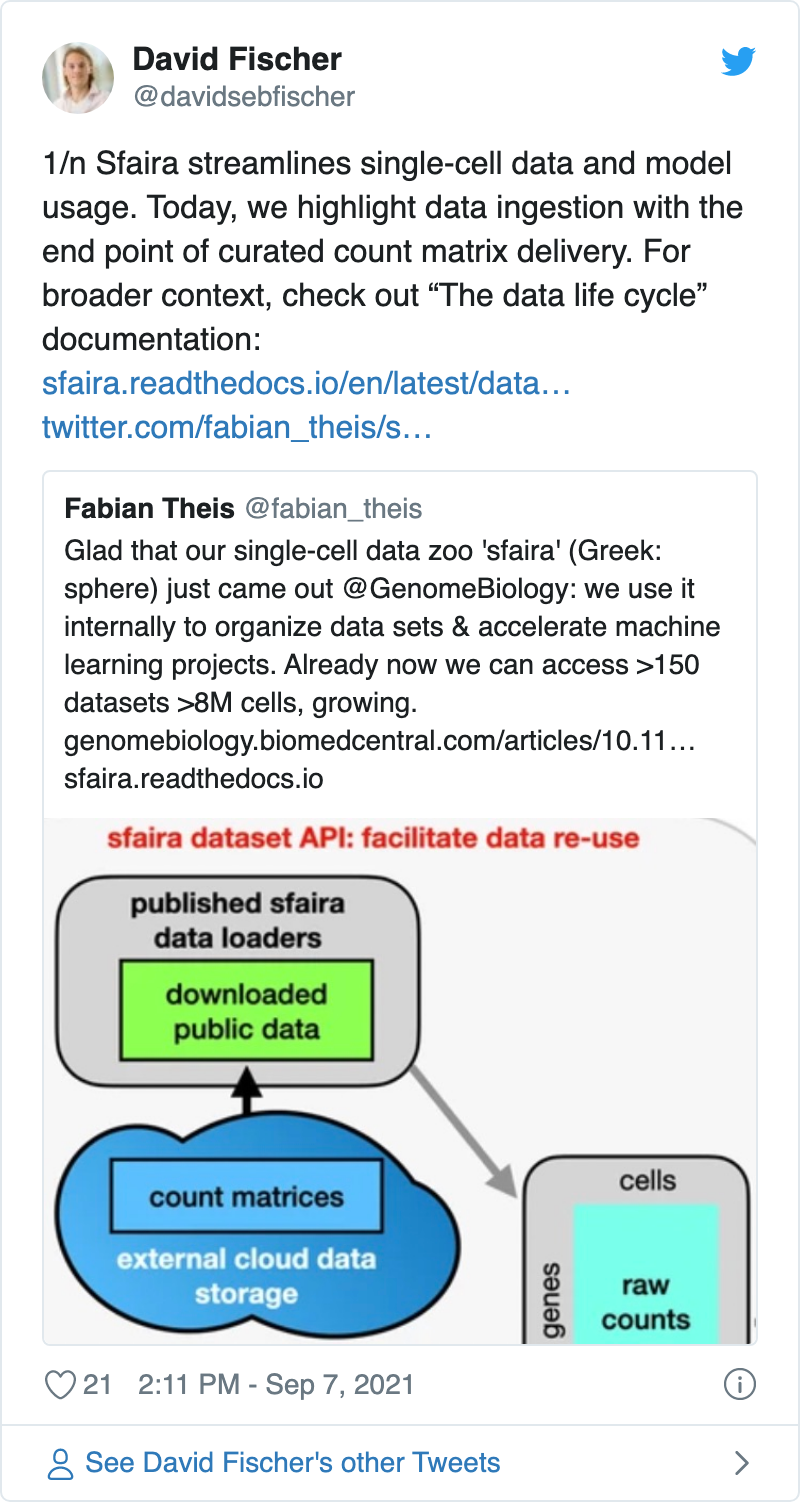 David Fischer
@davidsebfischer
1/n Sfaira streamlines single-cell data and model
usage. Today, we highlight data ingestion with the
end point of curated count matrix delivery. For
broader context, check out “The data life cycle”
documentation:
sfaira.readthedocs.io/en/latest/data…
twitter.com/fabian_theis/s…
Fabian Theis @fabian_theis
Glad that our single-cell data zoo 'sfaira' (Greek:
sphere) just came out @GenomeBiology: we use it
internally to organize data sets & accelerate machine
learning projects. Already now we can access >150
datasets >8M cells, growing.
genomebiology.biomedcentral.com/articles/10.11…
sfaira.readthedocs.io
sfaira dataset API: facilitate data re-use
published sfaira
data loaders
downloaded
public data
count matrices
external cloud data
storage
cells
genes
raw
counts
21 2:11 PM - Sep 7, 2021
See David Fischer's other Tweets